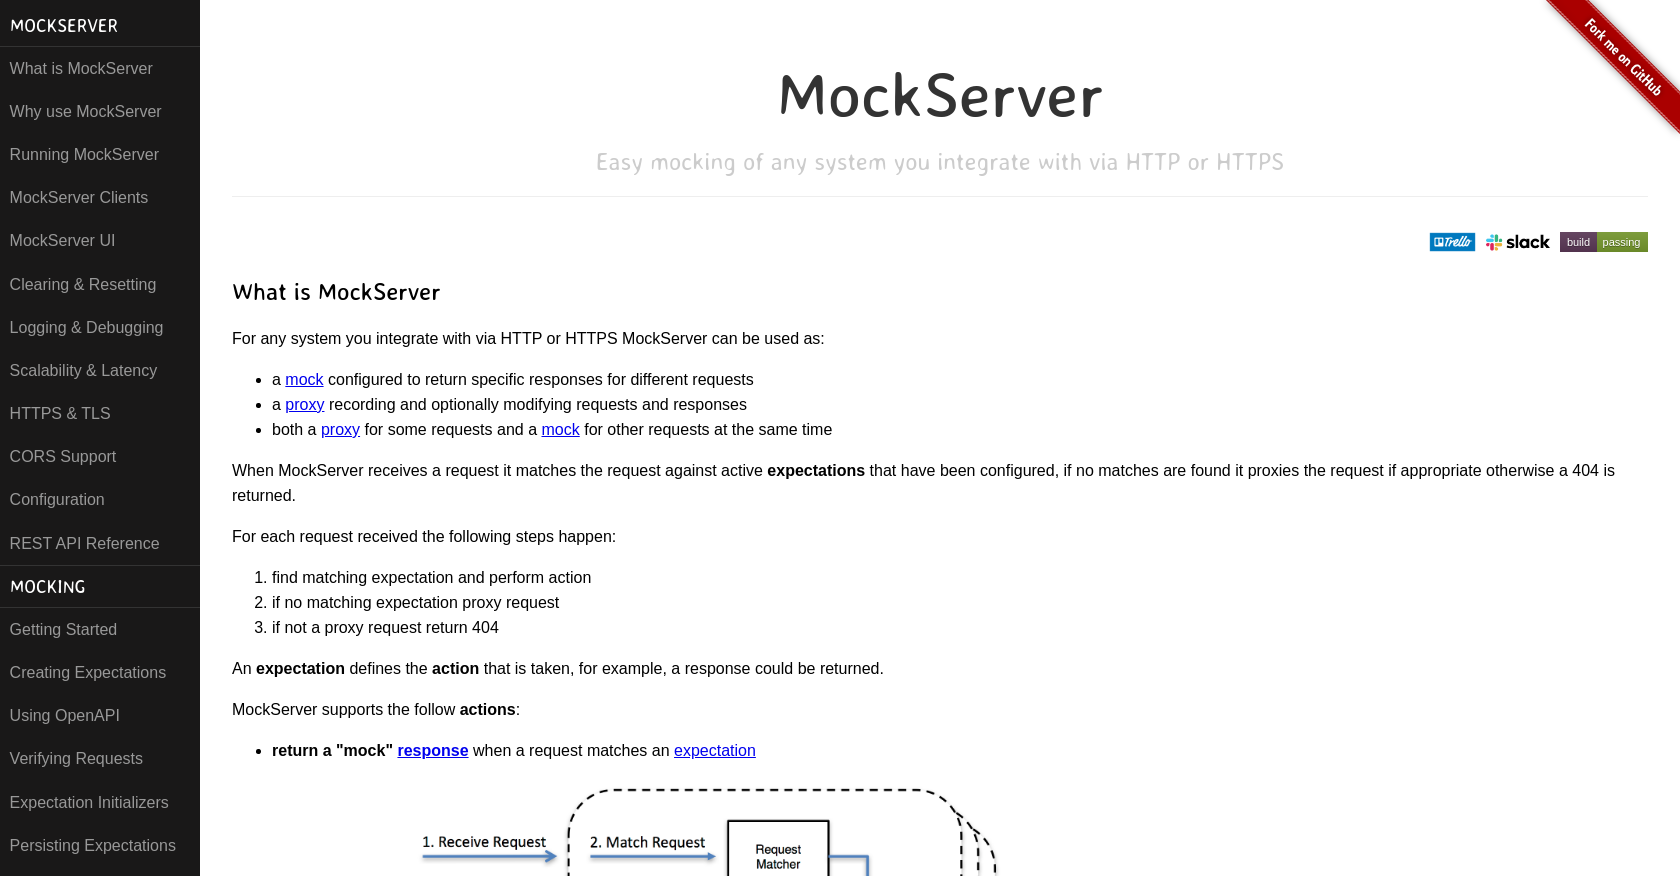 MOCKSERVER
What is MockServer
Why use MockServer
Running MockServer
MockServer Clients
MockServer UI
Clearing & Resetting
Logging & Debugging
Scalability & Latency
HTTPS & TLS
CORS Support
Configuration
REST API Reference
MOCKING
Getting Started
Creating Expectations
Using OpenAPI
Verifying Requests
Expectation Initializers
Persisting Expectations
Fork me on GitHub
MockServer
Easy mocking of any system you integrate with via HTTP or HTTPS
Trello slack build passing
What is MockServer
For any system you integrate with via HTTP or HTTPS MockServer can be used as:
• a mock configured to return specific responses for different requests
• a proxy recording and optionally modifying requests and responses
• both a proxy for some requests and a mock for other requests at the same time
When MockServer receives a request it matches the request against active expectations that have been configured, if no matches are found it proxies the request if appropriate otherwise a 404 is
returned.
For each request received the following steps happen:
1. find matching expectation and perform action
2. if no matching expectation proxy request
3. if not a proxy request return 404
An expectation defines the action that is taken, for example, a response could be returned.
MockServer supports the follow actions:
• return a "mock" response when a request matches an expectation
1. Receive Request
2. Match Request
Request
Matcher